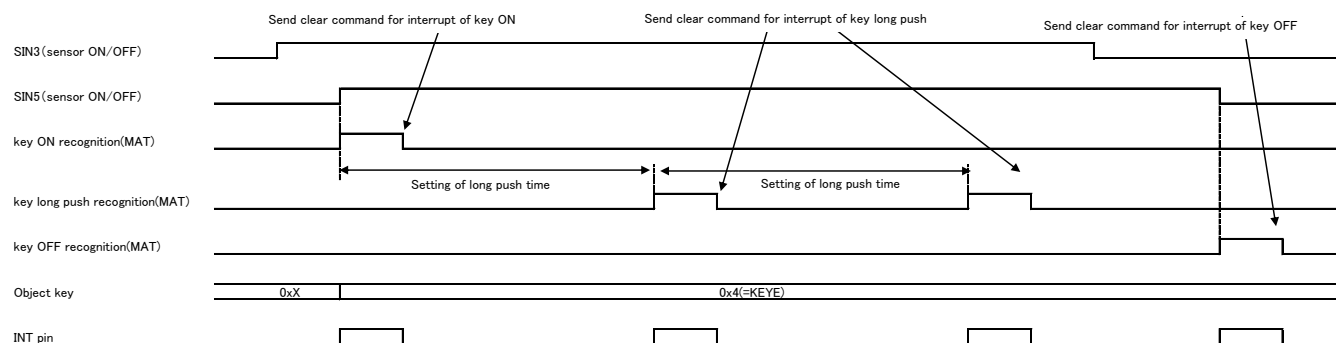 Send clear command for interrupt of key ON
Send clear command for interrupt of key long push
Send clear command for interrupt of key OFF
SIN3(sensor ON/OFF)
SIN5(sensor ON/OFF)
key ON recognition(MAT)
Setting of long push time
Setting of long push time
key long push recognition(MAT)
key OFF recognition(MAT)
Object key
0xX
0x4(=KEYE)
INT pin